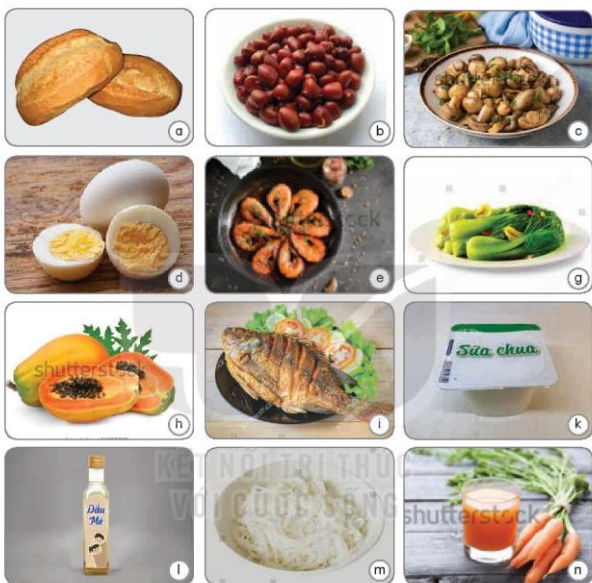 a
b
c
d
shutterstock
e
g
shutterstock
h
i
Sữa chua
k
KẾT NỐI TRI THỨC
VỚI CUỘC SỐNG
Dầu
Mè
l
m
shutterstock
n